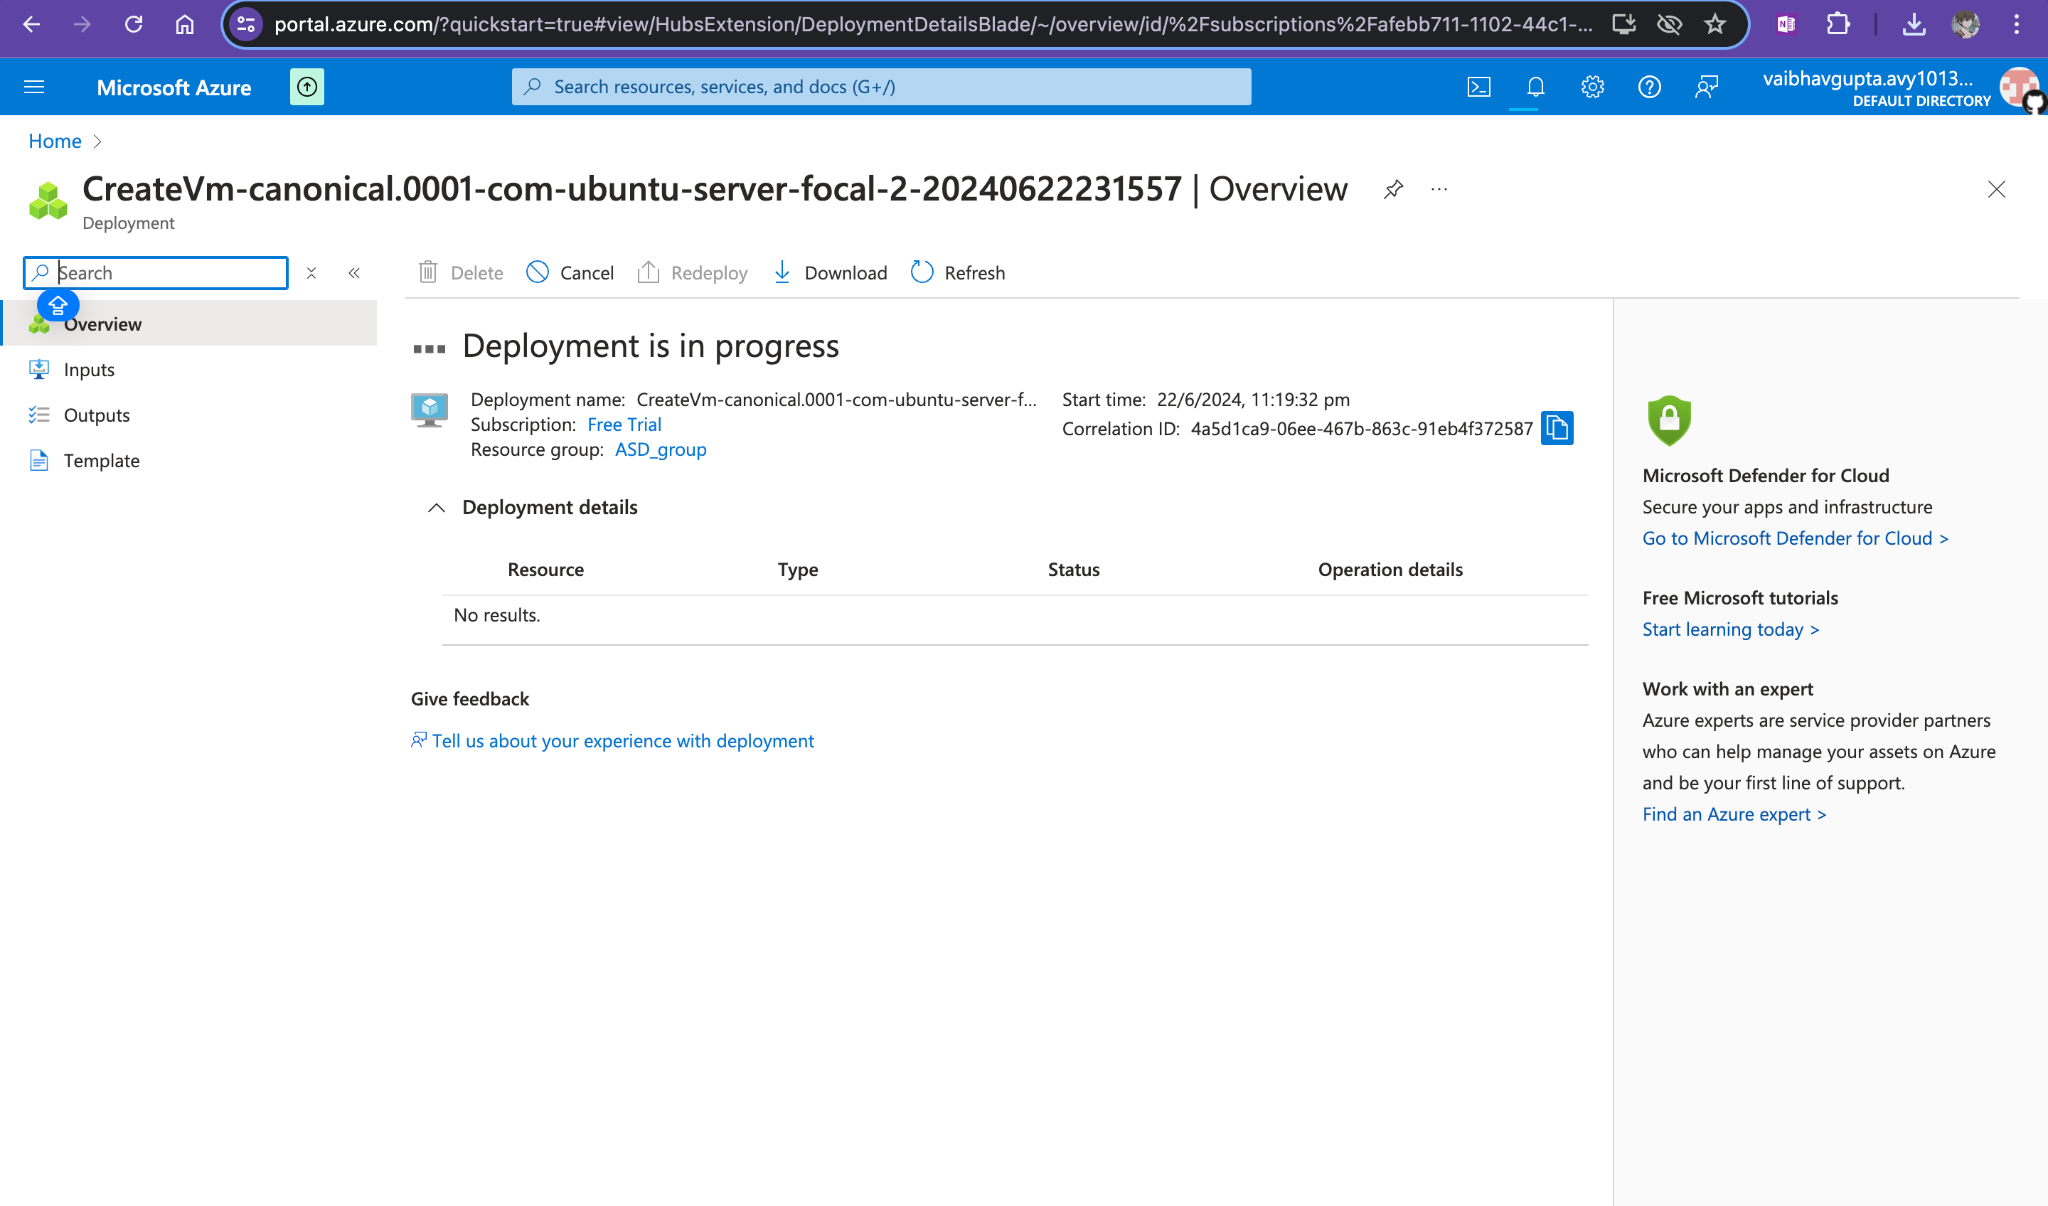 portal.azure.com/?quickstart=true#view/HubsExtension/DeploymentDetailsBlade/~/overview/id/%2Fsubscriptions%2Fafebb711-1102-44c1-...
Microsoft Azure
Search resources, services, and docs (G+/)
vaibhavgupta.avy1013...
DEFAULT DIRECTORY
Home
CreateVm-canonical.0001-com-ubuntu-server-focal-2-20240622231557 | Overview
Deployment
Search
Delete
Cancel
Redeploy
Download
Refresh
Overview
Inputs
Outputs
Template
Deployment is in progress
Deployment name: CreateVm-canonical.0001-com-ubuntu-server-f...
Subscription: Free Trial
Resource group: ASD_group
Start time: 22/6/2024, 11:19:32 pm
Correlation ID: 4a5d1ca9-06ee-467b-863c-91eb4f372587
Deployment details
Resource Type Status Operation details
No results.
Give feedback
Tell us about your experience with deployment
Microsoft Defender for Cloud
Secure your apps and infrastructure
Go to Microsoft Defender for Cloud >
Free Microsoft tutorials
Start learning today >
Work with an expert
Azure experts are service provider partners
who can help manage your assets on Azure
and be your first line of support.
Find an Azure expert >